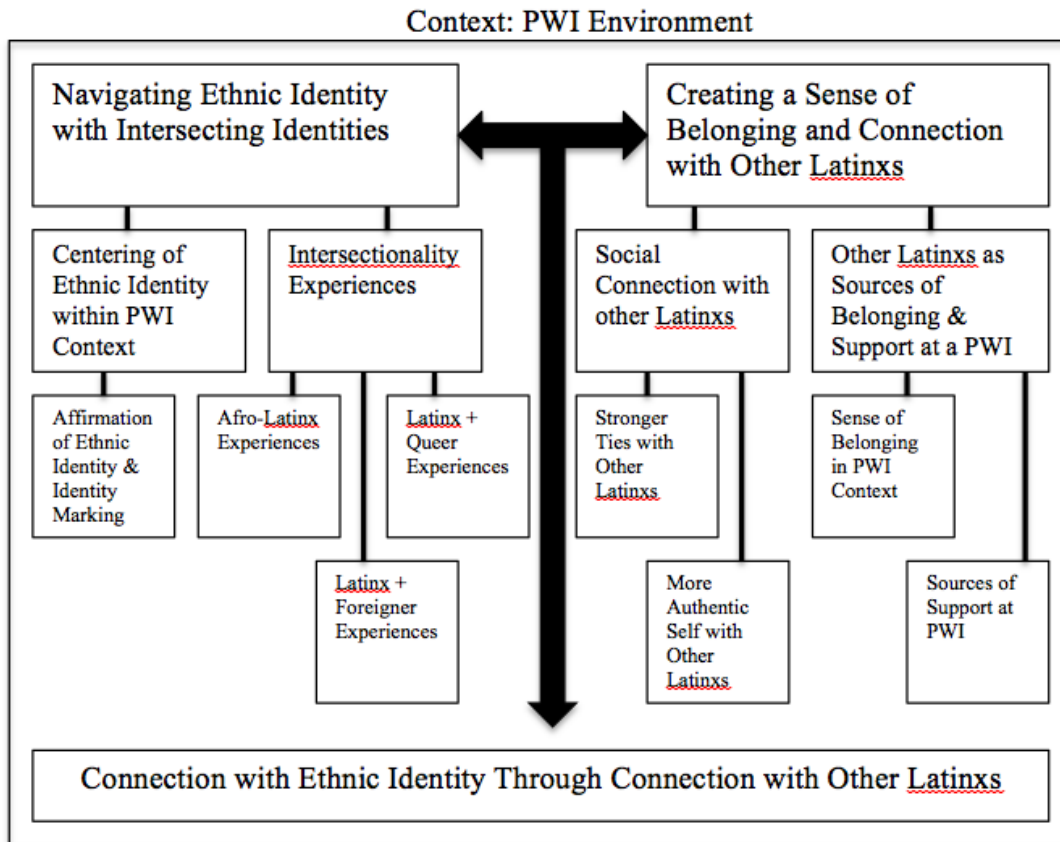 Context: PWI Environment
Navigating Ethnic Identity
with Intersecting Identities
Creating a Sense of
Belonging and Connection
with Other Latinxs
Centering of
Ethnic Identity
within PWI
Context
Intersectionality
Experiences
Social
Connection with
other Latinxs
Other Latinxs as
Sources of
Belonging &
Support at a PWI
Affirmation
of Ethnic
Identity &
Identity
Marking
Afro-Latinx
Experiences
Latinx +
Queer
Experiences
Stronger
Ties with
Other
Latinxs
Sense of
Belonging
in PWI
Context
Latinx +
Foreigner
Experiences
More
Authentic
Self with
Other
Latinxs
Sources of
Support at
PWI
Connection with Ethnic Identity Through Connection with Other Latinxs